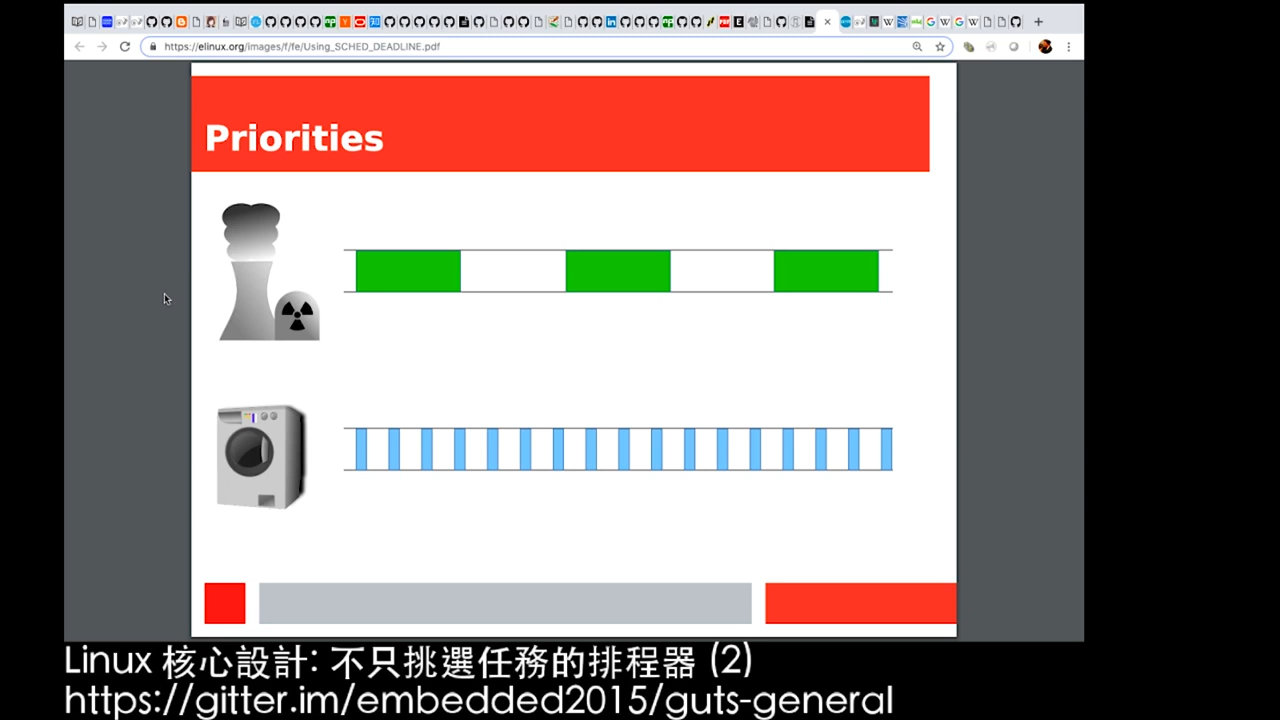 https://elinux.org/images/f/fe/Using_SCHED_DEADLINE.pdf
Priorities
Linux 核心設計: 不只挑選任務的排程器 (2)
https://gitter.im/embedded2015/guts-general